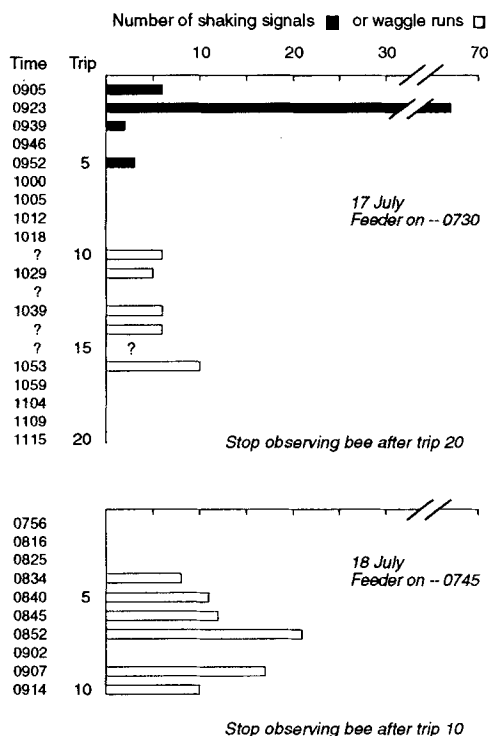 Number of shaking signals ■ or waggle runs □
Time Trip 10 20 30 70
0905
0923
0939
0946
0952 5
1000
1005 17 July
1012 Feeder on -- 0730
1018
? 10
1029
?
1039
?
? 15 ?
1053
1059
1104
1109
1115 20 Stop observing bee after trip 20
0756
0816
0825 18 July
0834 Feeder on -- 0745
0840 5
0845
0852
0902
0907
0914 10
Stop observing bee after trip 10